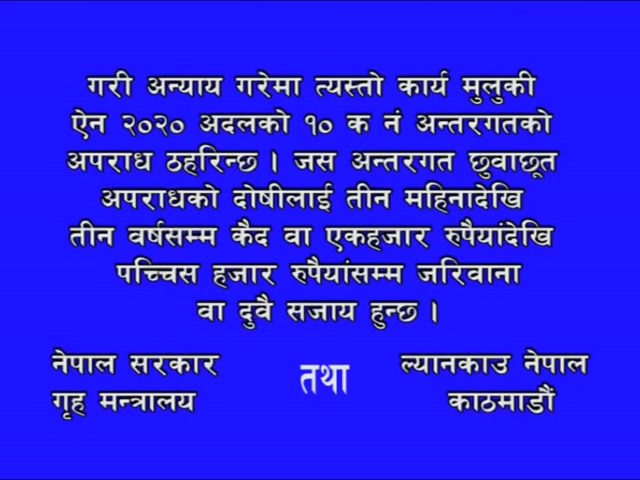 गरी अन्याय गरेमा त्यस्तो कार्य मुलुकी
ऐन २०२० अदलको १० क नं अन्तरगतको
अपराध ठहरिन्छ । जस अन्तरगत छुवाछूत
अपराधको दोषीलाई तीन महिनादेखि
तीन वर्षसम्म कैद वा एकहजार रुपैयांदेखि
पच्चिस हजार रुपैयांसम्म जरिवाना
वा दुवै सजाय हुन्छ ।
नेपाल सरकार
गृह मन्त्रालय
तथा
ल्यानकाउ नेपाल
काठमाडौं